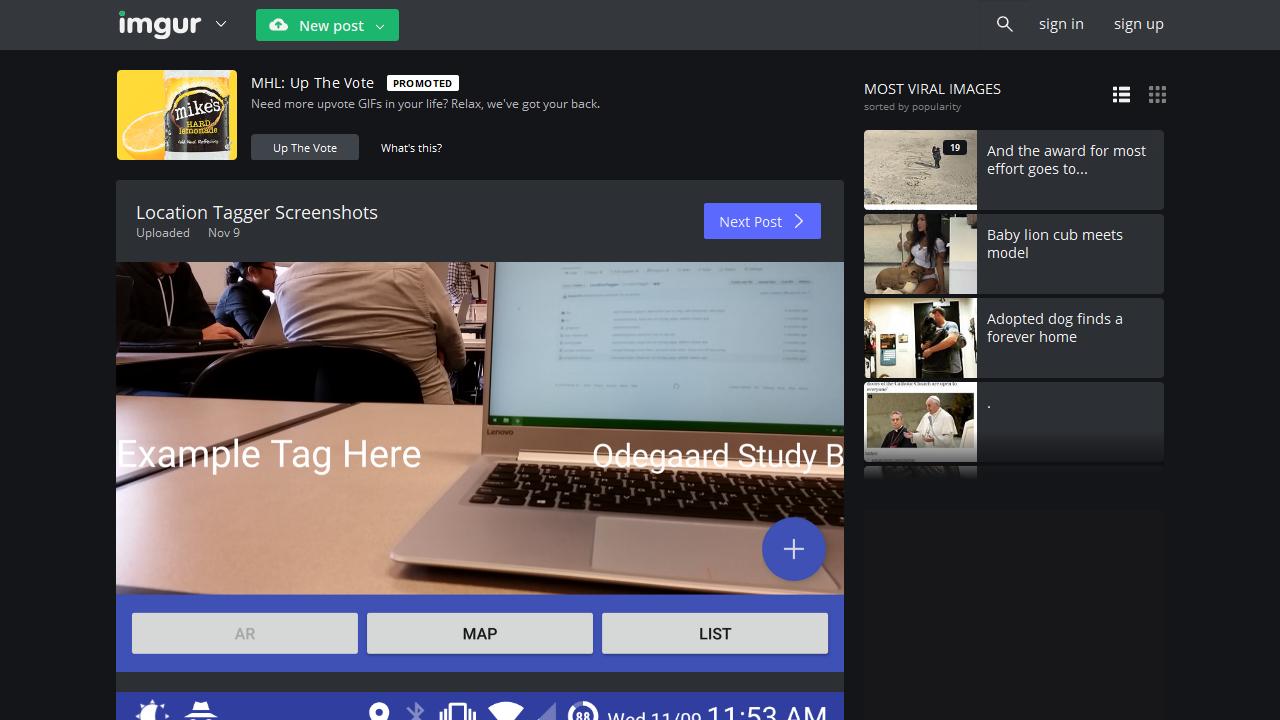 imgur
New post
sign in
sign up
mike's
HARD
lemonade
MHL: Up The Vote
PROMOTED
Need more upvote GIFs in your life? Relax, we've got your back.
Up The Vote
What's this?
MOST VIRAL IMAGES
sorted by popularity
19
And the award for most
effort goes to...
Baby lion cub meets
model
Adopted dog finds a
forever home
.
Location Tagger Screenshots
Uploaded Nov 9
Next Post
Lenovo
Example Tag Here
Odegaard Study B
AR
MAP
LIST
88
Wed 11/09 11:53 AM